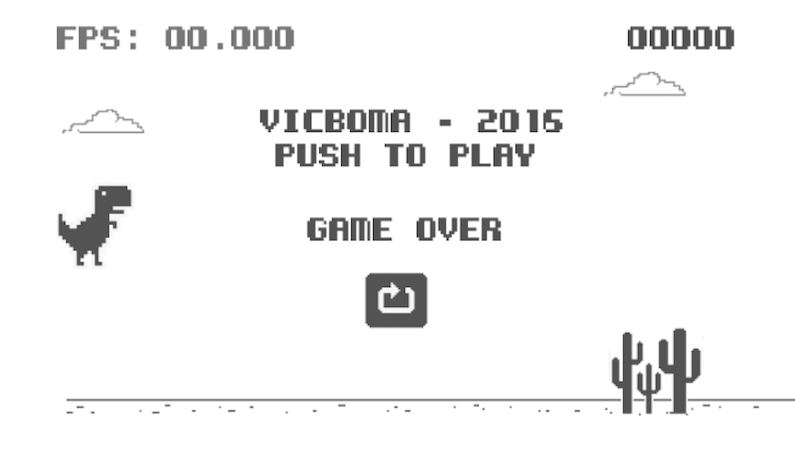 FPS: 00.000
00000
VICBOMA - 2015
PUSH TO PLAY
GAME OVER